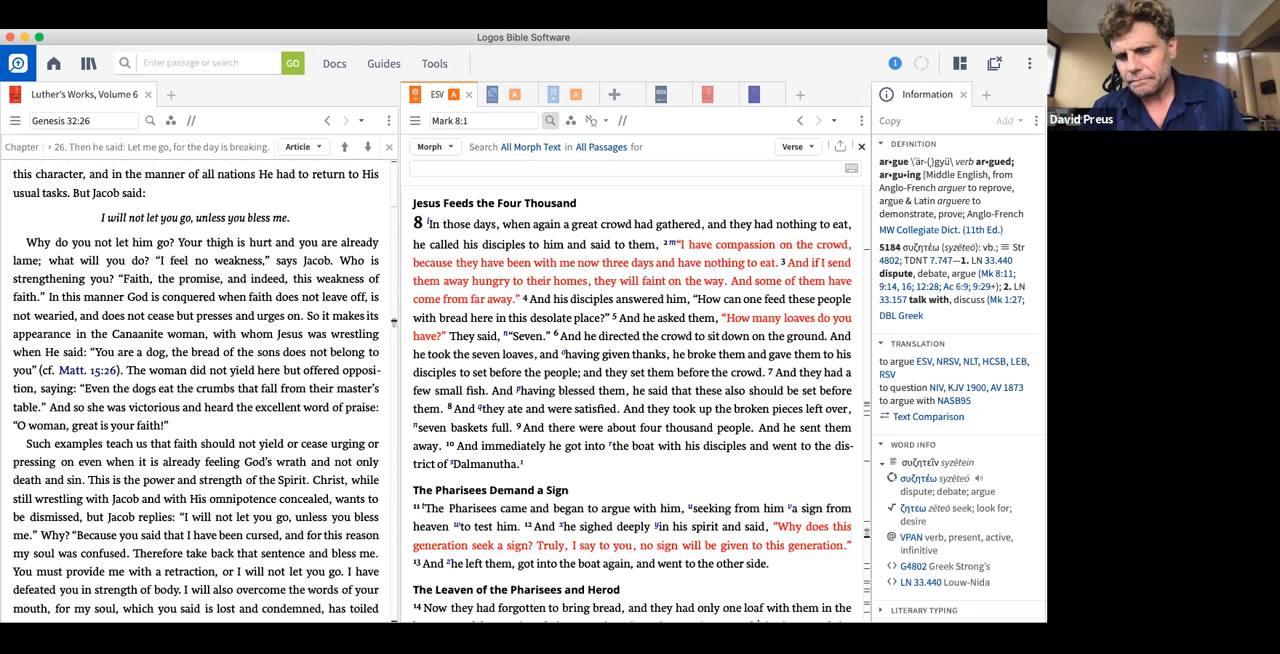 Logos Bible Software
Enter passage or search
GO
Docs
Guides
Tools
1
Luther's Works, Volume 6
Genesis 32:26
Chapter › 26. Then he said: Let me go, for the day is breaking.
Article
this character, and in the manner of all nations He had to return to His
usual tasks. But Jacob said:
I will not let you go, unless you bless me.
Why do you not let him go? Your thigh is hurt and you are already
lame; what will you do? “I feel no weakness,” says Jacob. Who is
strengthening you? “Faith, the promise, and indeed, this weakness of
faith.” In this manner God is conquered when faith does not leave off, is
not wearied, and does not cease but presses and urges on. So it makes its
appearance in the Canaanite woman, with whom Jesus was wrestling
when He said: “You are a dog, the bread of the sons does not belong to
you” (cf. Matt. 15:26). The woman did not yield here but offered opposi-
tion, saying: “Even the dogs eat the crumbs that fall from their master’s
table.” And so she was victorious and heard the excellent word of praise:
“O woman, great is your faith!”
Such examples teach us that faith should not yield or cease urging or
pressing on even when it is already feeling God’s wrath and not only
death and sin. This is the power and strength of the Spirit. Christ, while
still wrestling with Jacob and with His omnipotence concealed, wants to
be dismissed, but Jacob replies: “I will not let you go, unless you bless
me.” Why? “Because you said that I have been cursed, and for this reason
my soul was confused. Therefore take back that sentence and bless me.
You must provide me with a retraction, or I will not let you go. I have
defeated you in strength of body. I will also overcome the words of your
mouth, for my soul, which you said is lost and condemned, has toiled
ESV A
A
A
Mark 8:1
Morph
Search All Morph Text in All Passages for
Verse
Jesus Feeds the Four Thousand
8 iIn those days, when again a great crowd had gathered, and they had nothing to eat,
he called his disciples to him and said to them, 2 m“I have compassion on the crowd,
because they have been with me now three days and have nothing to eat. 3 And if I send
them away hungry to their homes, they will faint on the way. And some of them have
come from far away.” 4 And his disciples answered him, “How can one feed these people
with bread here in this desolate place?” 5 And he asked them, “How many loaves do you
have?” They said, n“Seven.” 6 And he directed the crowd to sit down on the ground. And
he took the seven loaves, and ohaving given thanks, he broke them and gave them to his
disciples to set before the people; and they set them before the crowd. 7 And they had a
few small fish. And phaving blessed them, he said that these also should be set before
them. 8 And qthey ate and were satisfied. And they took up the broken pieces left over,
nseven baskets full. 9 And there were about four thousand people. And he sent them
away. 10 And immediately he got into rthe boat with his disciples and went to the dis-
trict of sDalmanutha.1
The Pharisees Demand a Sign
11 tThe Pharisees came and began to argue with him, useeking from him va sign from
heaven wto test him. 12 And xhe sighed deeply yin his spirit and said, “Why does this
generation seek a sign? Truly, I say to you, no sign will be given to this generation.”
13 And zhe left them, got into the boat again, and went to the other side.
The Leaven of the Pharisees and Herod
14 Now they had forgotten to bring bread, and they had only one loaf with them in the
Information
Copy
Add
DEFINITION
ar•gue \ˈär-(ˌ)gyü\ verb ar•gued;
ar•gu•ing [Middle English, from
Anglo-French arguer to reprove,
argue & Latin arguere to
demonstrate, prove; Anglo-French
MW Collegiate Dict. (11th Ed.)
5184 συζητέω (syzēteō): vb.; ≡ Str
4802; TDNT 7.747—1. LN 33.440
dispute, debate, argue (Mk 8:11;
9:14, 16; 12:28; Ac 6:9; 9:29+); 2. LN
33.157 talk with, discuss (Mk 1:27;
DBL Greek
TRANSLATION
to argue ESV, NRSV, NLT, HCSB, LEB,
RSV
to question NIV, KJV 1900, AV 1873
to argue with NASB95
Text Comparison
WORD INFO
συζητεῖν syzētein
συζητέω syzēteō
dispute; debate; argue
ζητεω zēteō seek; look for;
desire
@ VPAN verb, present, active,
infinitive
G4802 Greek Strong's
LN 33.440 Louw-Nida
LITERARY TYPING
David Preus